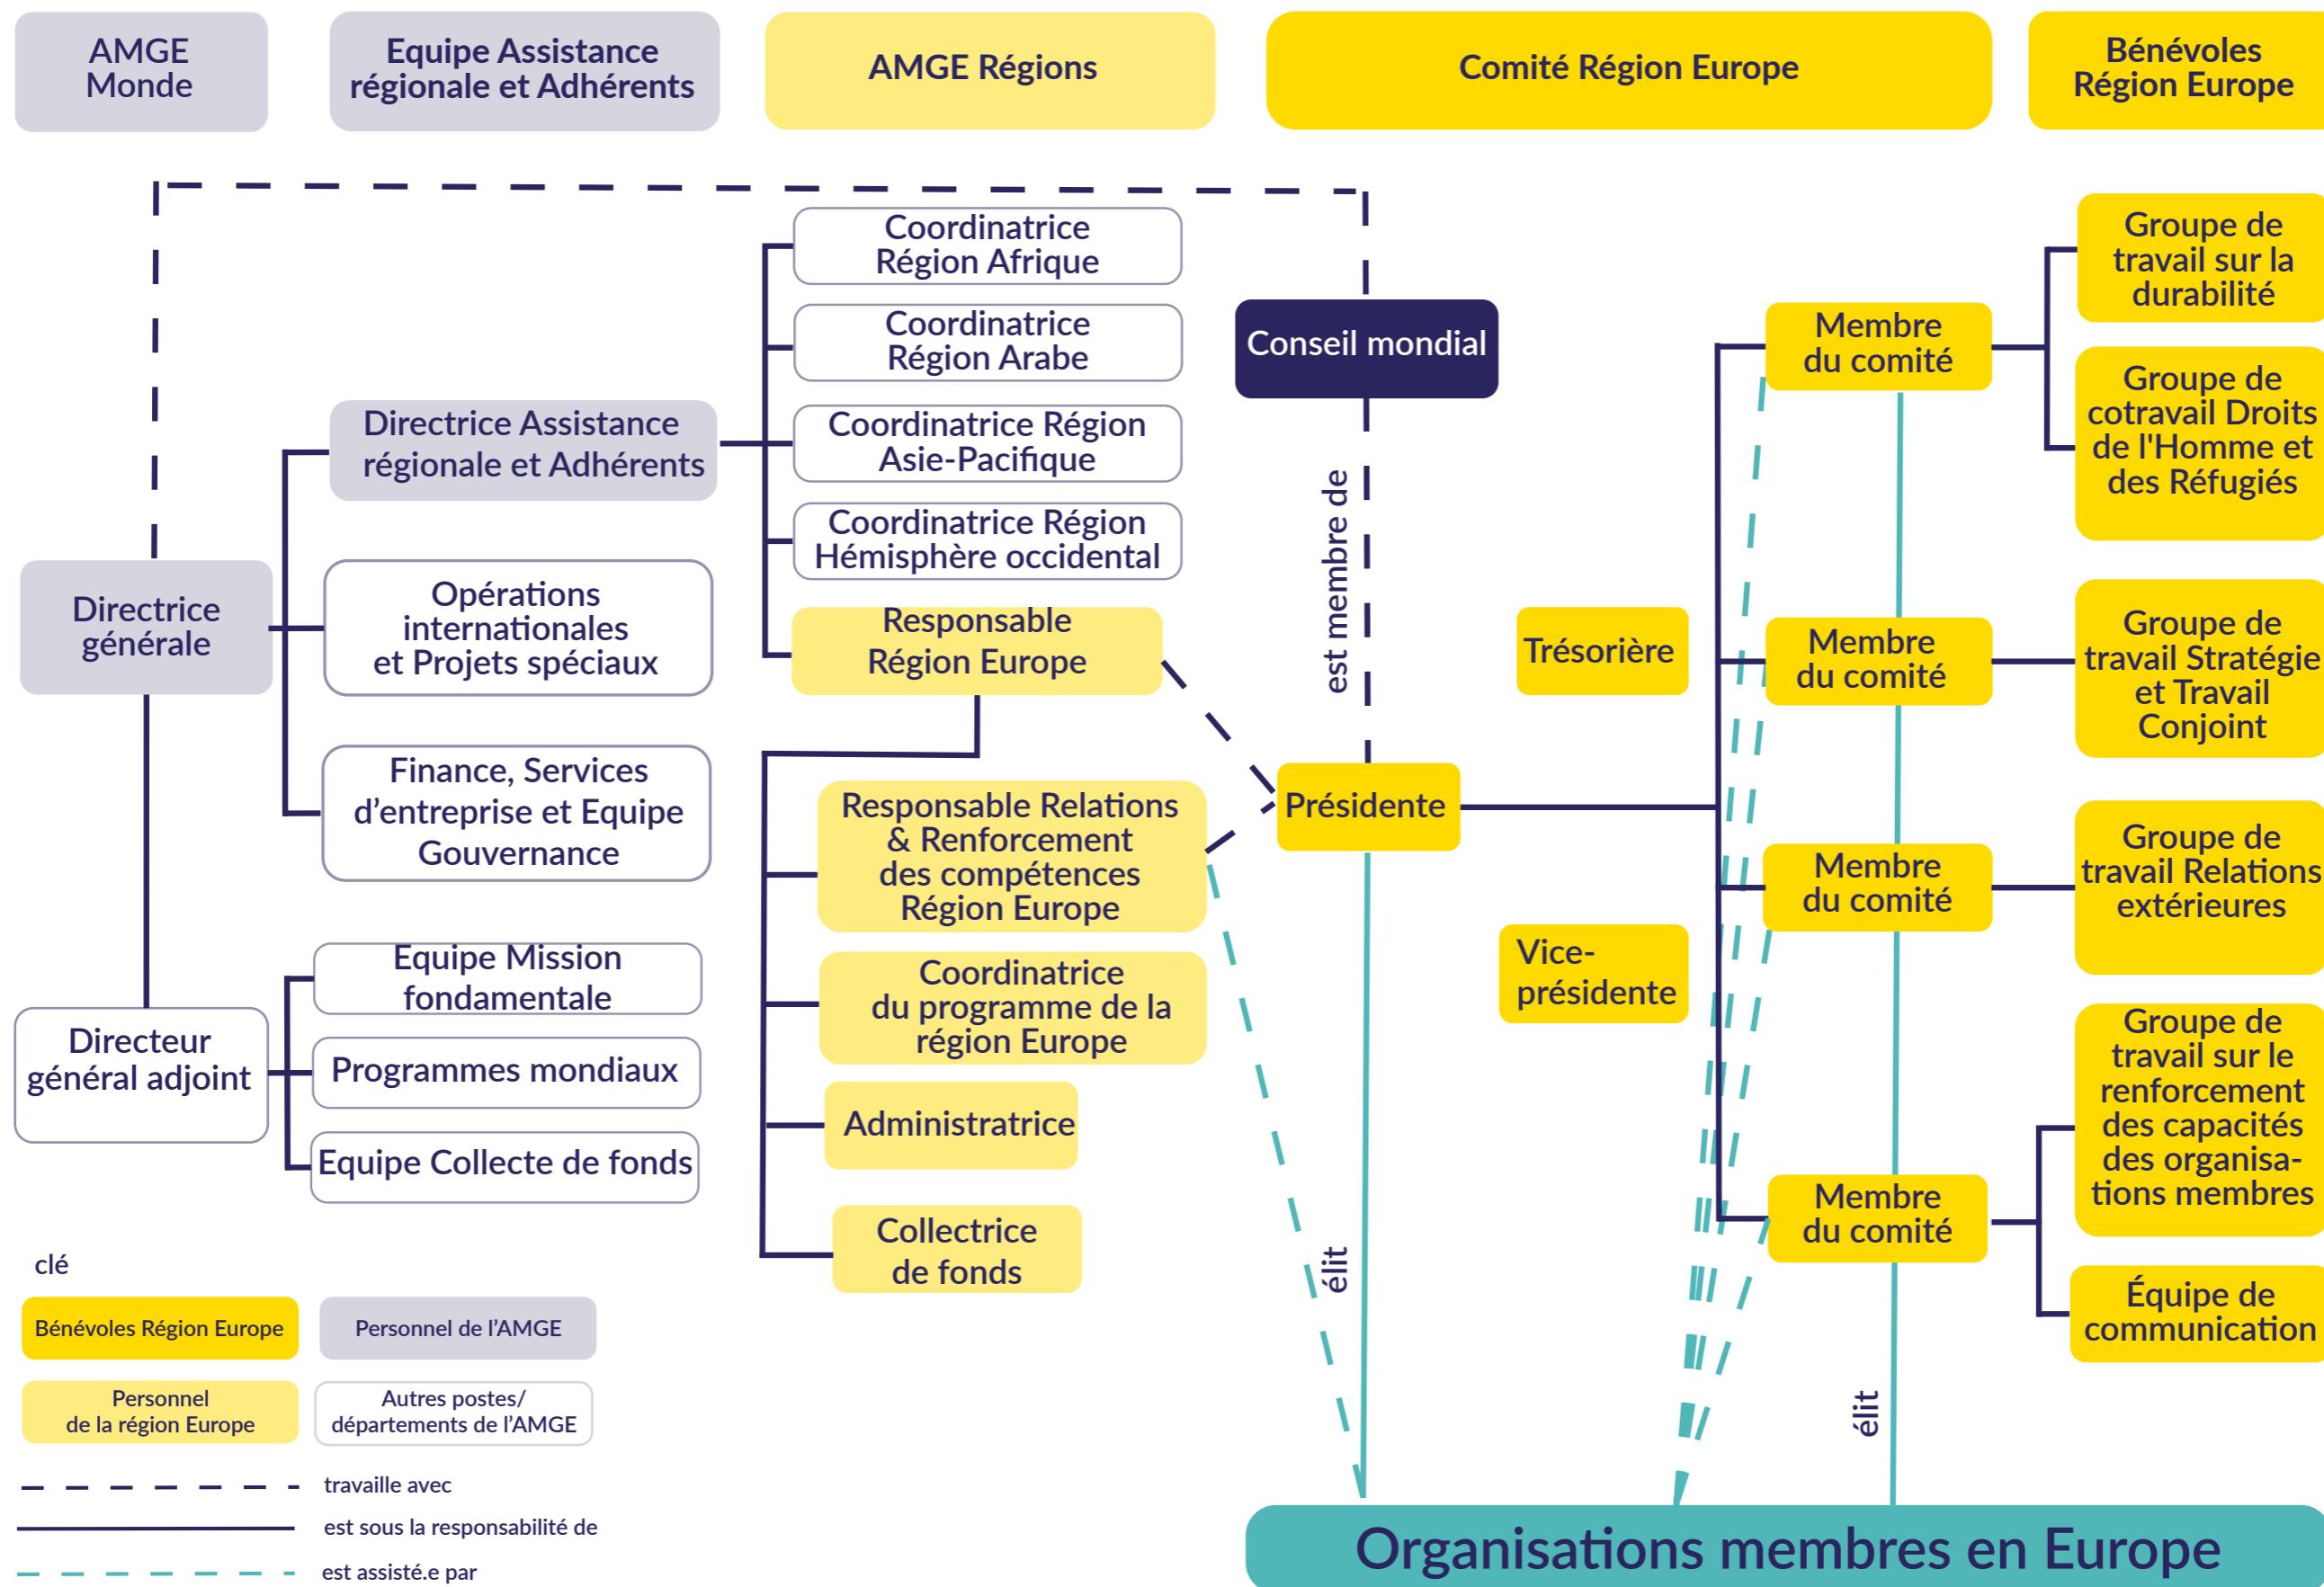 AMGE
Monde
Equipe Assistance
régionale et Adhérents
AMGE Régions
Comité Région Europe
Bénévoles
Région Europe
Directrice
générale
Directeur
général adjoint
Directrice Assistance
régionale et Adhérents
Opérations
internationales
et Projets spéciaux
Finance, Services
d’entreprise et Equipe
Gouvernance
Equipe Mission
fondamentale
Programmes mondiaux
Equipe Collecte de fonds
Coordinatrice
Région Afrique
Coordinatrice
Région Arabe
Coordinatrice Région
Asie-Pacifique
Coordinatrice Région
Hémisphère occidental
Responsable
Région Europe
Responsable Relations
& Renforcement
des compétences
Région Europe
Coordinatrice
du programme de la
région Europe
Administratrice
Collectrice
de fonds
Conseil mondial
est membre de
Présidente
élit
Trésorière
Vice-
présidente
Membre
du comité
Membre
du comité
Membre
du comité
Membre
du comité
élit
Groupe de
travail sur la
durabilité
Groupe de
cotravail Droits
de l'Homme et
des Réfugiés
Groupe de
travail Stratégie
et Travail
Conjoint
Groupe de
travail Relations
extérieures
Groupe de
travail sur le
renforcement
des capacités
des organisa-
tions membres
Équipe de
communication
Organisations membres en Europe
clé
Bénévoles Région Europe
Personnel de l’AMGE
Personnel
de la région Europe
Autres postes/
départements de l’AMGE
travaille avec
est sous la responsabilité de
est assisté.e par